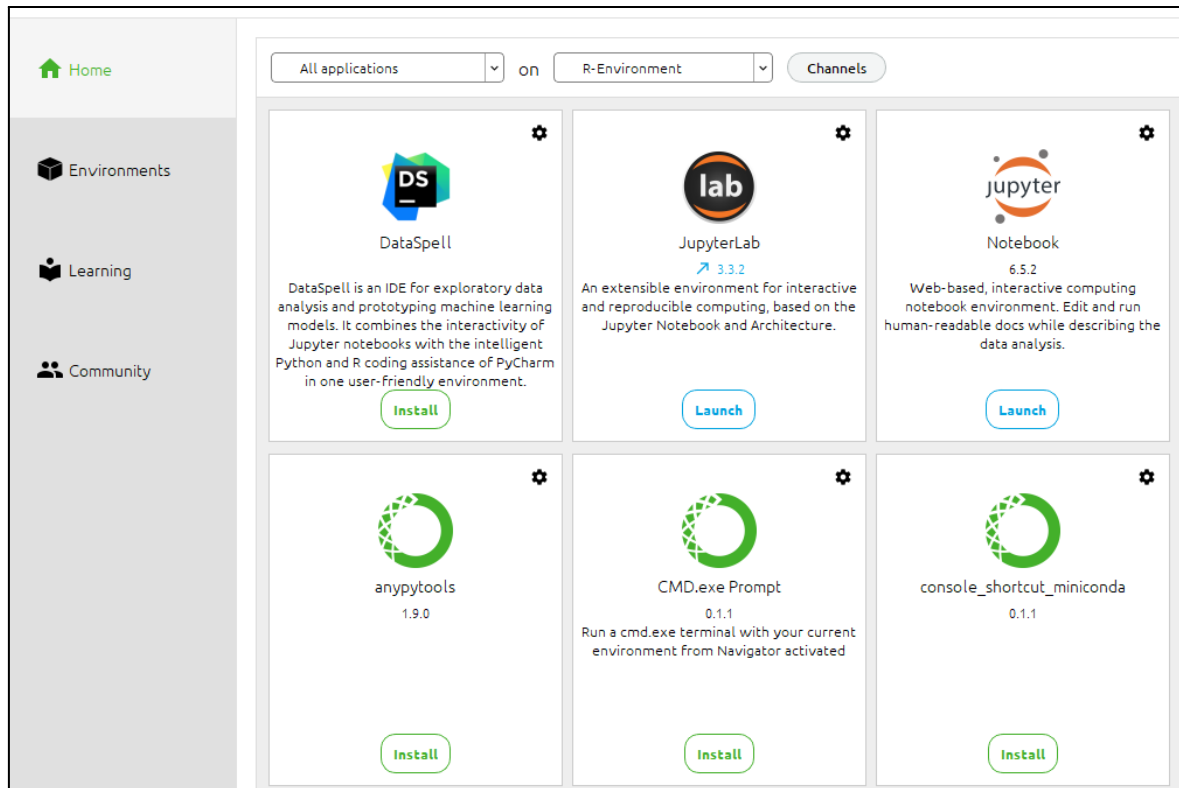 Home
Environments
Learning
Community
All applications on R-Environment Channels
DS
DataSpell
DataSpell is an IDE for exploratory data
analysis and prototyping machine learning
models. It combines the interactivity of
Jupyter notebooks with the intelligent
Python and R coding assistance of PyCharm
in one user-friendly environment.
Install
lab
JupyterLab
3.3.2
An extensible environment for interactive
and reproducible computing, based on the
Jupyter Notebook and Architecture.
Launch
jupyter
Notebook
6.5.2
Web-based, interactive computing
notebook environment. Edit and run
human-readable docs while describing the
data analysis.
Launch
anypytools
1.9.0
Install
CMD.exe Prompt
0.1.1
Run a cmd.exe terminal with your current
environment from Navigator activated
Install
console_shortcut_miniconda
0.1.1
Install